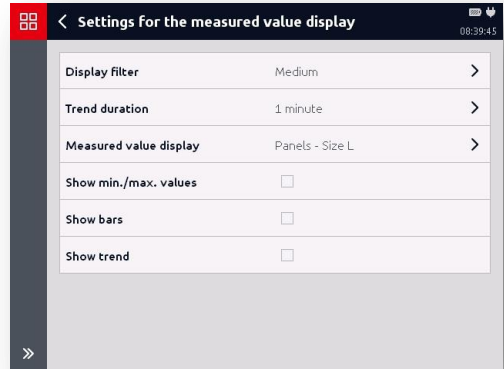 Settings for the measured value display
08:39:45
Display filter Medium
Trend duration 1 minute
Measured value display Panels - Size L
Show min./max. values
Show bars
Show trend